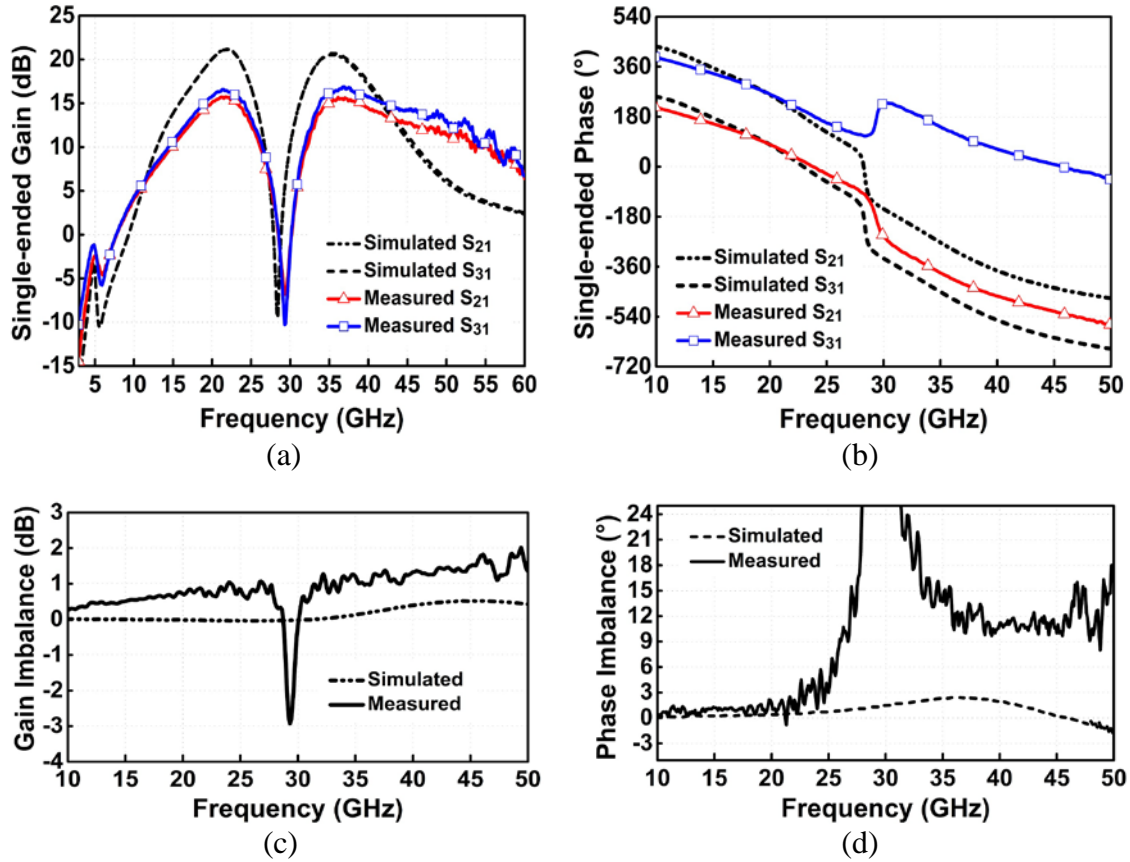 25
20
15
10
5
0
-5
-10
-15
Single-ended Gain (dB)
Simulated S21
Simulated S31
Measured S21
Measured S31
5 10 15 20 25 30 35 40 45 50 55 60
Frequency (GHz)
(a)
540
360
180
0
-180
-360
-540
-720
Single-ended Phase (°)
Simulated S21
Simulated S31
Measured S21
Measured S31
10 15 20 25 30 35 40 45 50
Frequency (GHz)
(b)
3
2
1
0
-1
-2
-3
-4
Gain Imbalance (dB)
Simulated
Measured
10 15 20 25 30 35 40 45 50
Frequency (GHz)
(c)
24
21
18
15
12
9
6
3
0
-3
Phase Imbalance (°)
Simulated
Measured
10 15 20 25 30 35 40 45 50
Frequency (GHz)
(d)